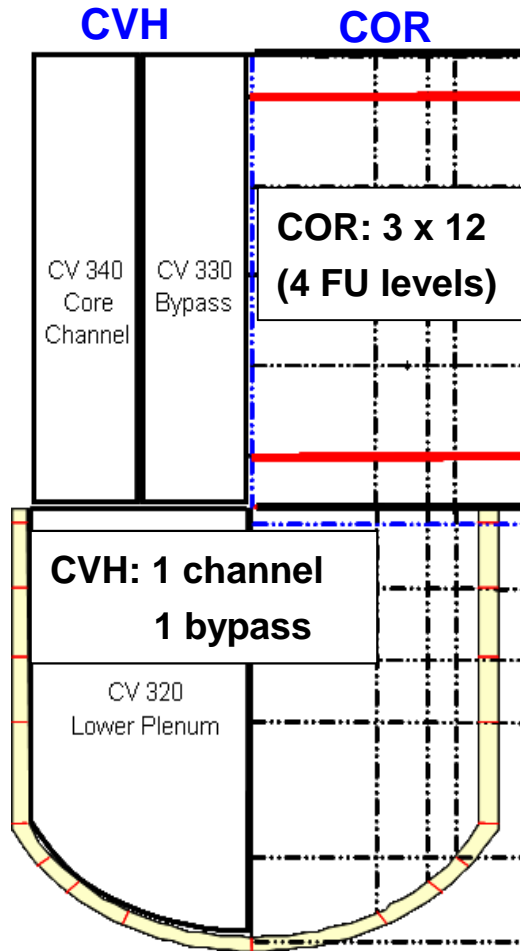 CVH
COR
CV 340
Core
Channel
CV 330
Bypass
COR: 3 x 12
(4 FU levels)
CVH: 1 channel
1 bypass
CV 320
Lower Plenum